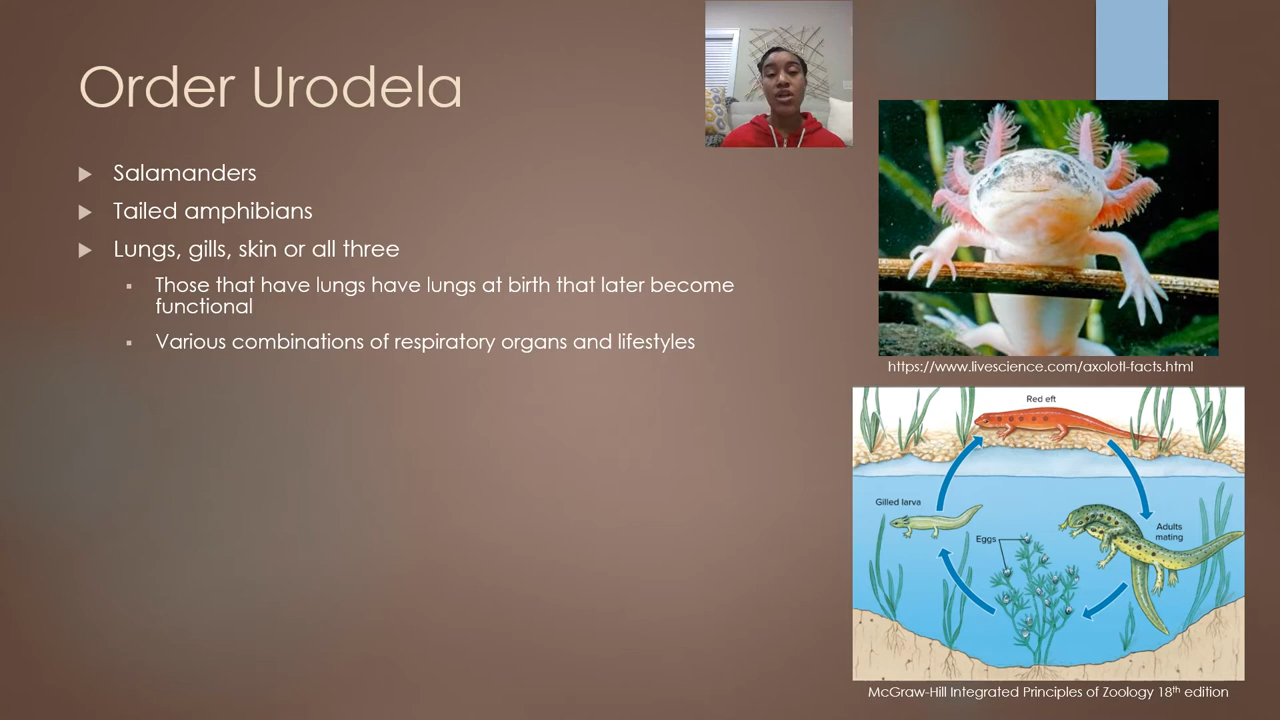 Order Urodela
Salamanders
Tailed amphibians
Lungs, gills, skin or all three
Those that have lungs have lungs at birth that later become
functional
Various combinations of respiratory organs and lifestyles
https://www.livescience.com/axolotl-facts.html
Red eft
Gilled larva
Eggs
Adults
mating
McGraw-Hill Integrated Principles of Zoology 18th edition